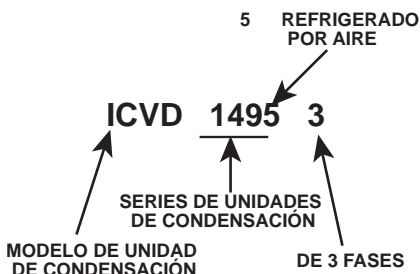 5 REFRIGERADO
POR AIRE
ICVD 1495 3
SERIES DE UNIDADES
DE CONDENSACIÓN
MODELO DE UNIDAD
DE CONDENSACIÓN
DE 3 FASES